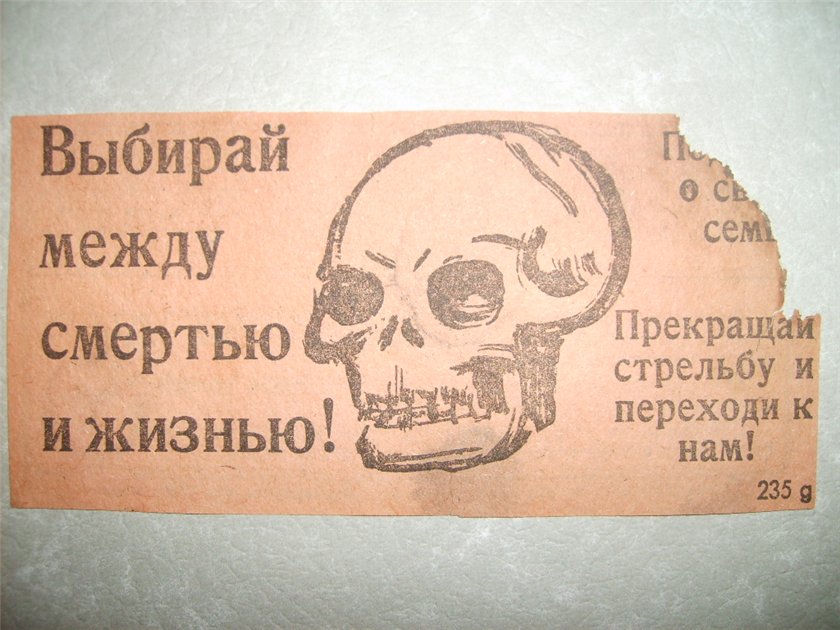 Выбирай
между
смертью
и жизнью!
о
Прекращай
стрельбу и
переходи к
нам!
235 g